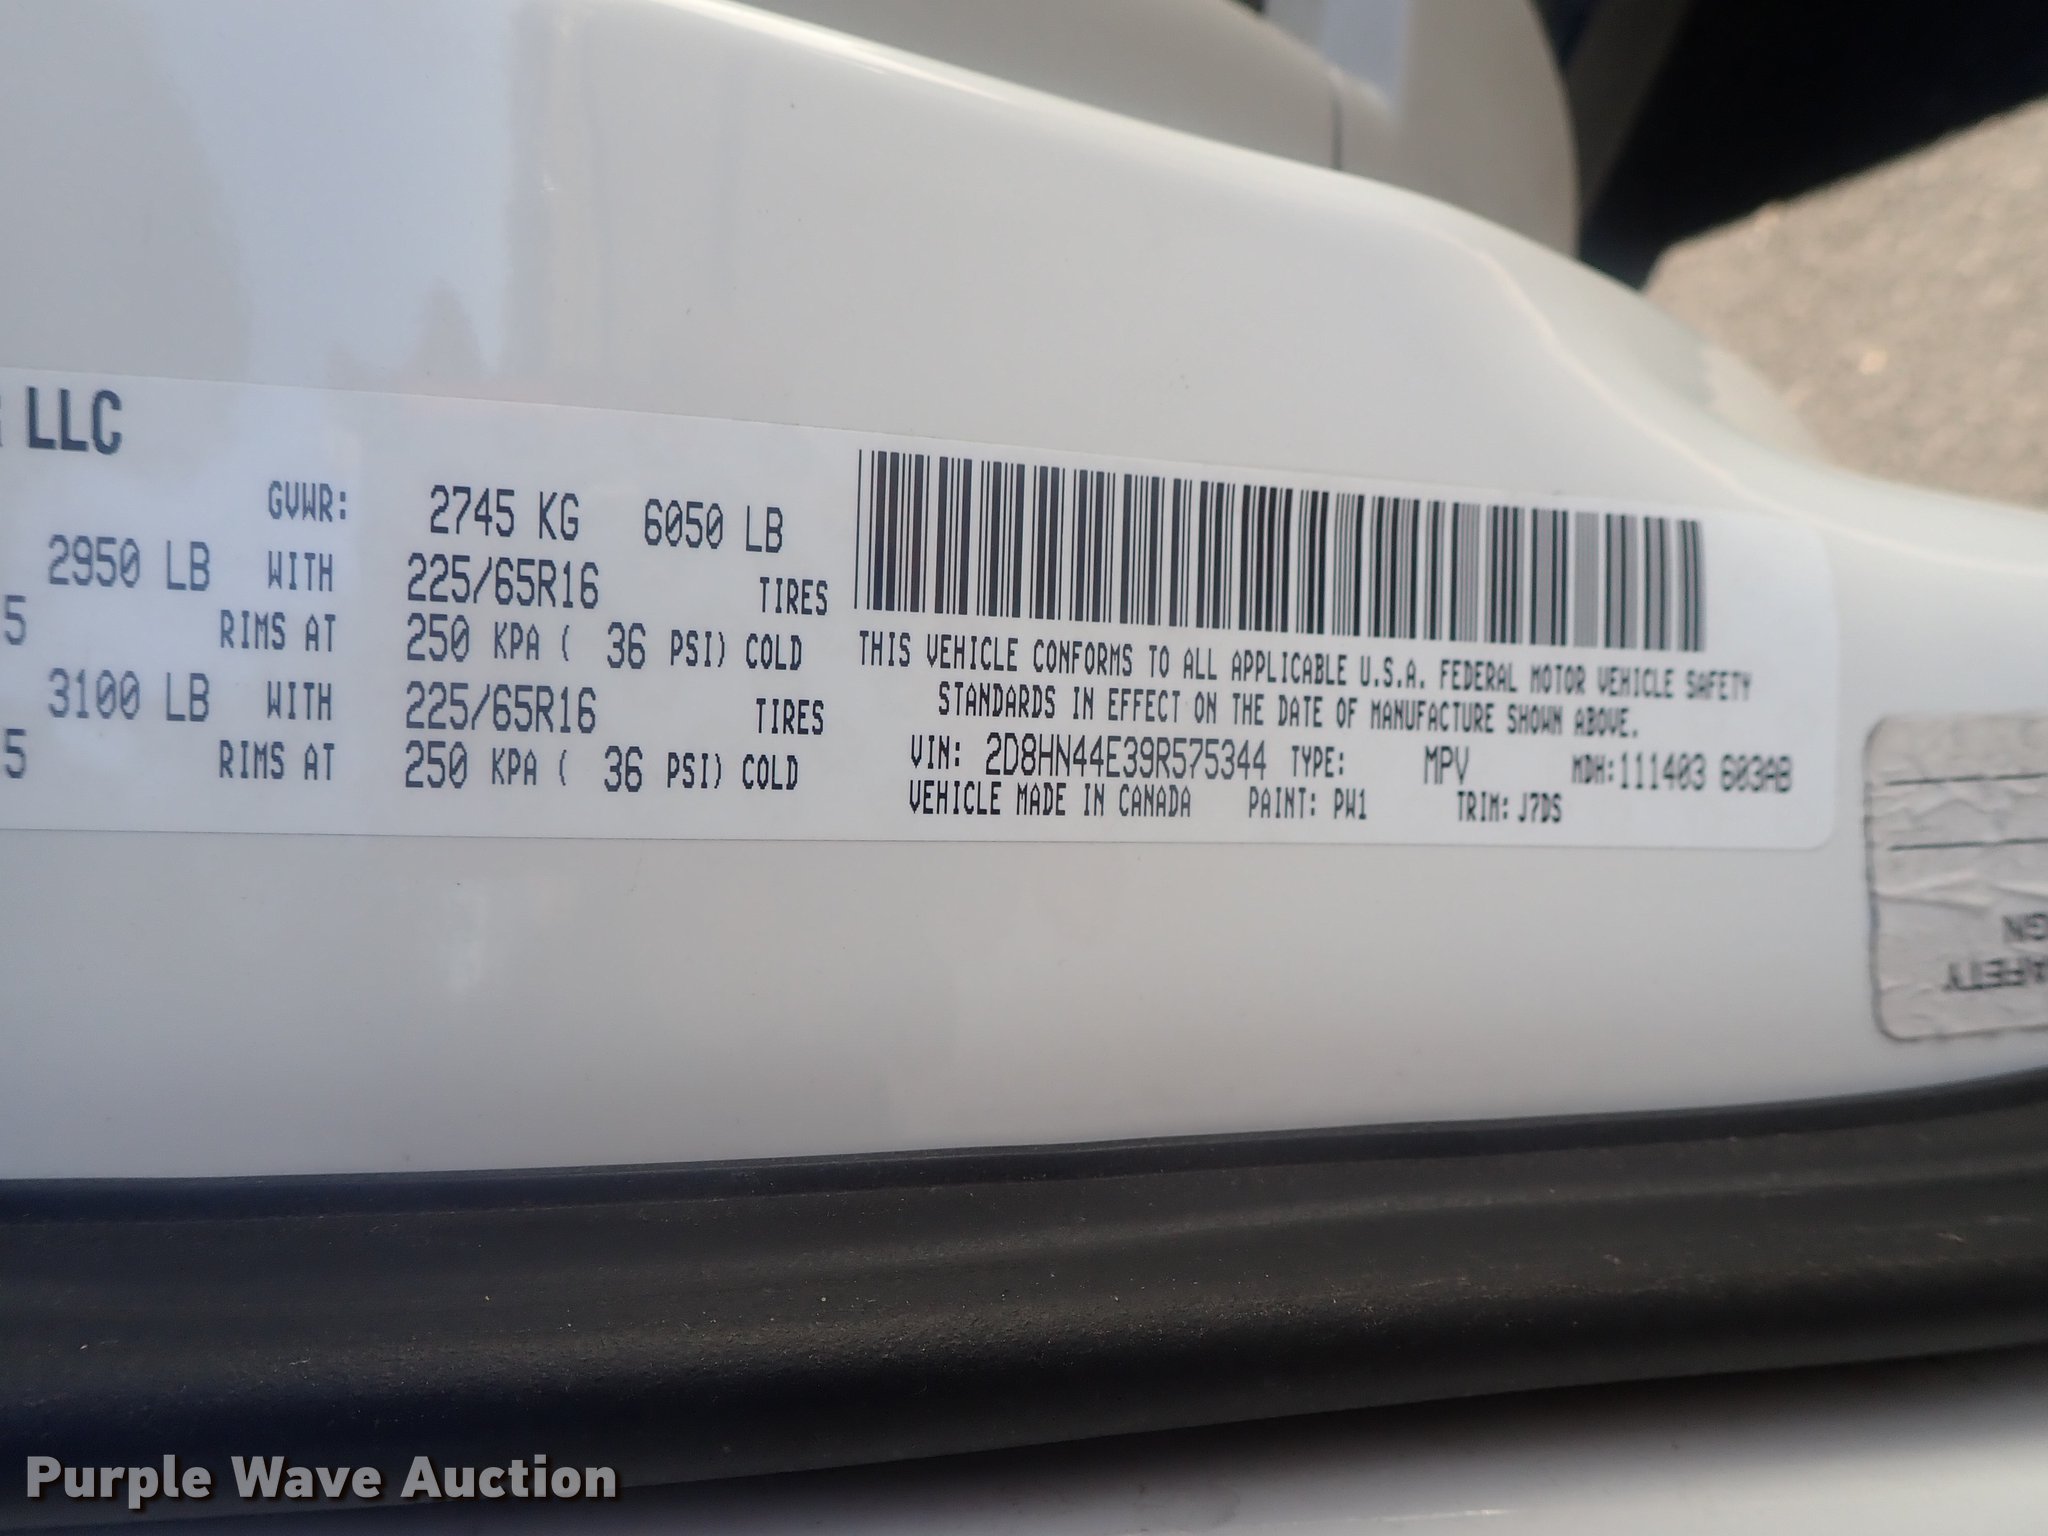 LLC
GVWR: 2745 KG 6050 LB
2950 LB WITH 225/65R16 TIRES
5 RIMS AT 250 KPA ( 36 PSI) COLD
3100 LB WITH 225/65R16 TIRES
5 RIMS AT 250 KPA ( 36 PSI) COLD
THIS VEHICLE CONFORMS TO ALL APPLICABLE U.S.A. FEDERAL MOTOR VEHICLE SAFETY
STANDARDS IN EFFECT ON THE DATE OF MANUFACTURE SHOWN ABOVE.
VIN: 2D8HN44E39R575344 TYPE: MPV MDH:111403 603AB
VEHICLE MADE IN CANADA PAINT: PW1 TRIM: J7DS
Purple Wave Auction